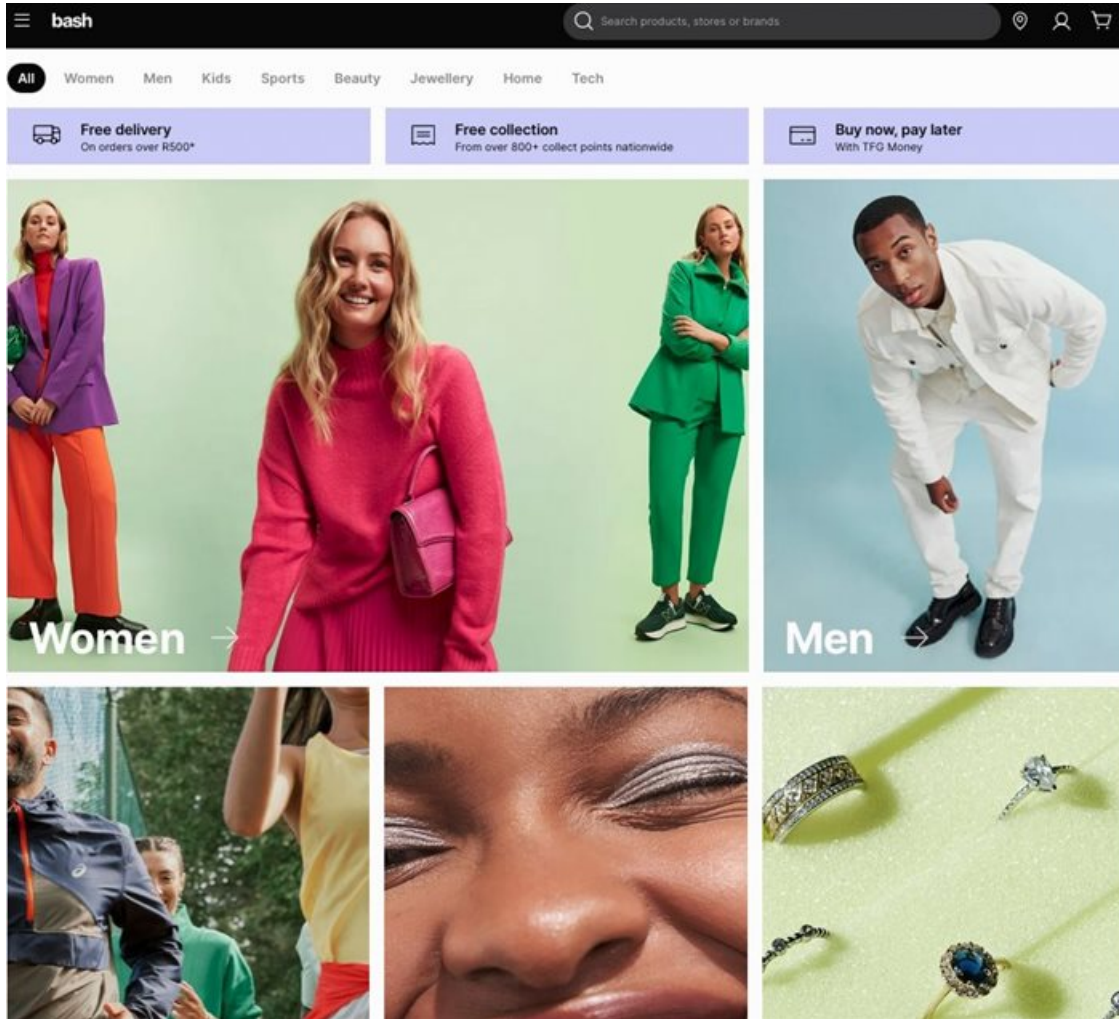 bash
Search products, stores or brands
All Women Men Kids Sports Beauty Jewellery Home Tech
Free delivery
On orders over R500*
Free collection
From over 800+ collect points nationwide
Buy now, pay later
With TFG Money
Women
Men